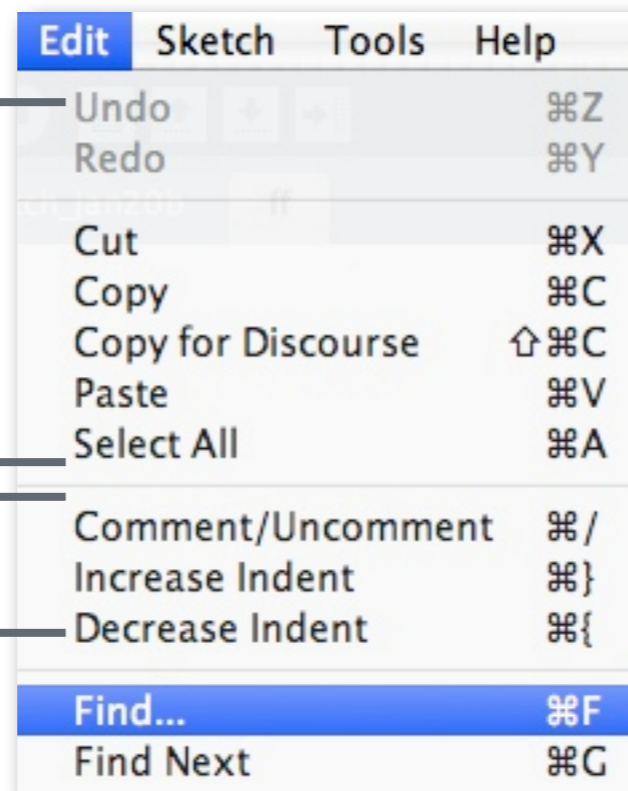 Edit Sketch Tools Help
Undo ⌘Z
Redo ⌘Y
ff
Cut ⌘X
Copy ⌘C
Copy for Discourse ⇧⌘C
Paste ⌘V
Select All ⌘A
Comment/Uncomment ⌘/
Increase Indent ⌘}
Decrease Indent ⌘{
Find... ⌘F
Find Next ⌘G